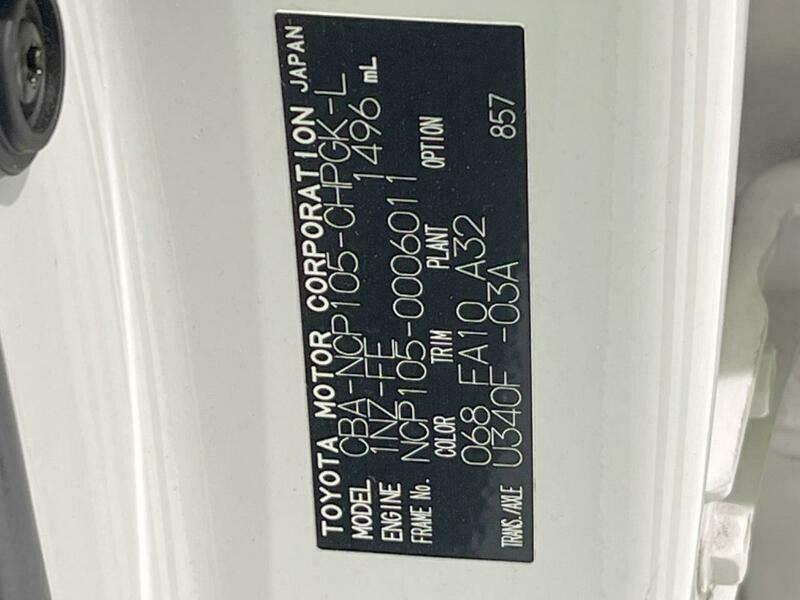 TOYOTA MOTOR CORPORATION JAPAN
MODEL CBA-NCP105-CHPGK-L
ENGINE 1NZ-FE 1496 mL
FRAME No. NCP105-0006011
COLOR TRIM PLANT OPTION
068 FA10 A32
TRANS./AXLE U340F -03A 857